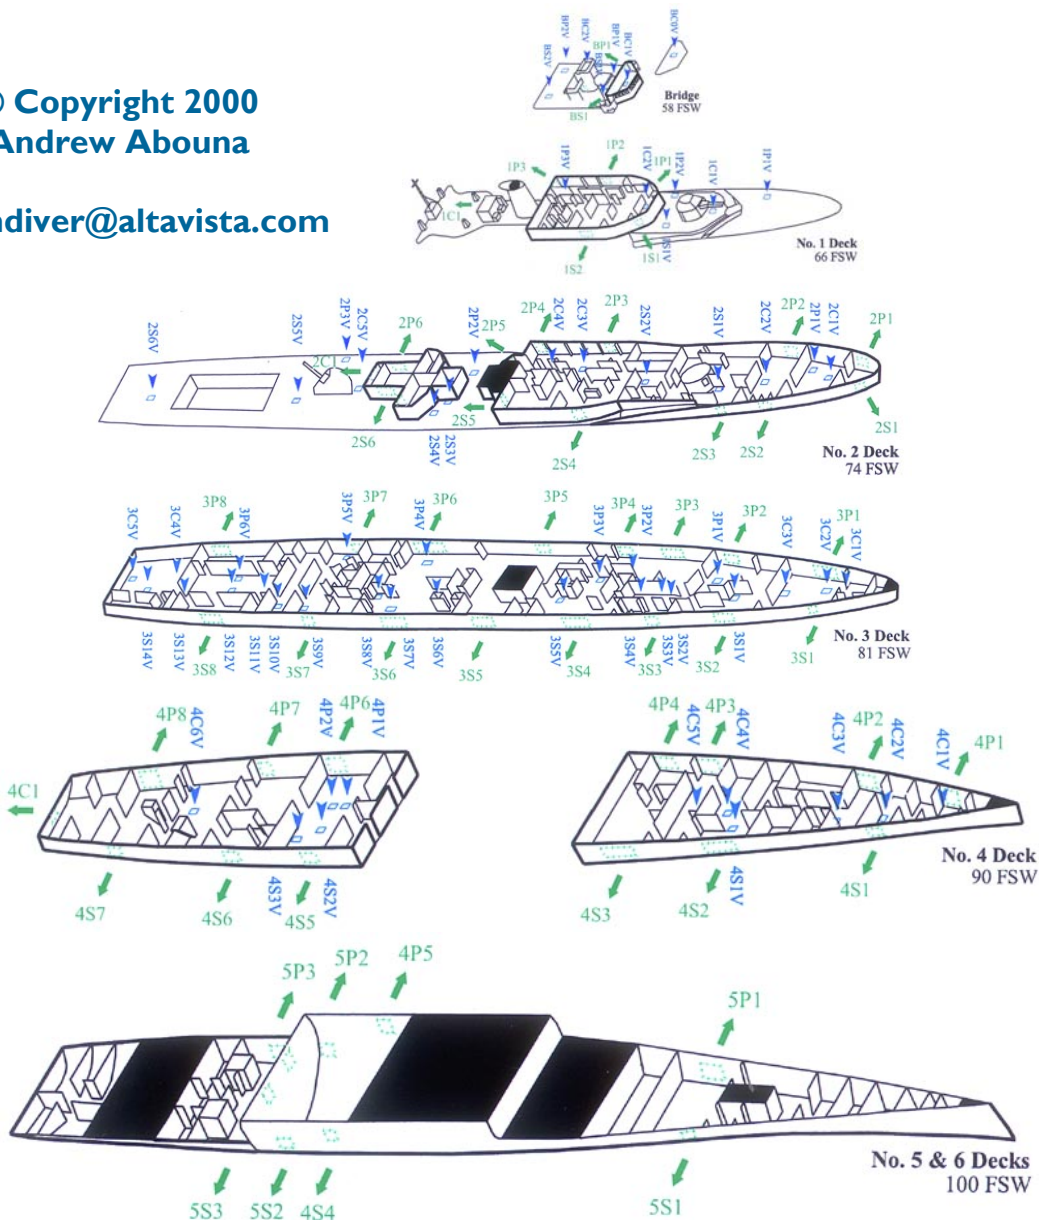 © Copyright 2000
Andrew Abouna
ndiver@altavista.com
BS2V BP2V BC2V BP1 BP1V BC1V BC0V
BS1
Bridge
58 FSW
1P3 1P3V 1P2 1C2V 1P1 1P2V 1C1V 1P1V
1C1
1S2 1S1 1S1V
No. 1 Deck
66 FSW
2S6V 2S5V 2P3V 2C5V 2P6 2P2V 2P5 2P4 2C4V 2C3V 2P3 2S2V 2S1V 2C2V 2P2 2P1V 2C1V 2P1
2C1
2S6 2S4V 2S3V 2S5 2S4 2S3 2S2 2S1
No. 2 Deck
74 FSW
3C5V 3C4V 3P8 3P6V 3P5V 3P7 3P4V 3P6 3P5 3P3V 3P4 3P2V 3P3 3P1V 3P2 3C3V 3C2V 3P1 3C1V
3S14V 3S13V 3S8 3S12V 3S11V 3S10V 3S7 3S9V 3S8V 3S6 3S7V 3S6V 3S5 3S5V 3S4 3S4V 3S3 3S3V 3S2V 3S2 3S1V 3S1
No. 3 Deck
81 FSW
4P8 4C6V 4P7 4P2V 4P6 4P1V 4P4 4C5V 4P3 4C4V 4C3V 4P2 4C2V 4C1V 4P1
4C1
4S7 4S6 4S3V 4S5 4S2V 4S3 4S2 4S1V 4S1
No. 4 Deck
90 FSW
5P3 5P2 4P5 5P1
5S3 5S2 4S4 5S1
No. 5 & 6 Decks
100 FSW